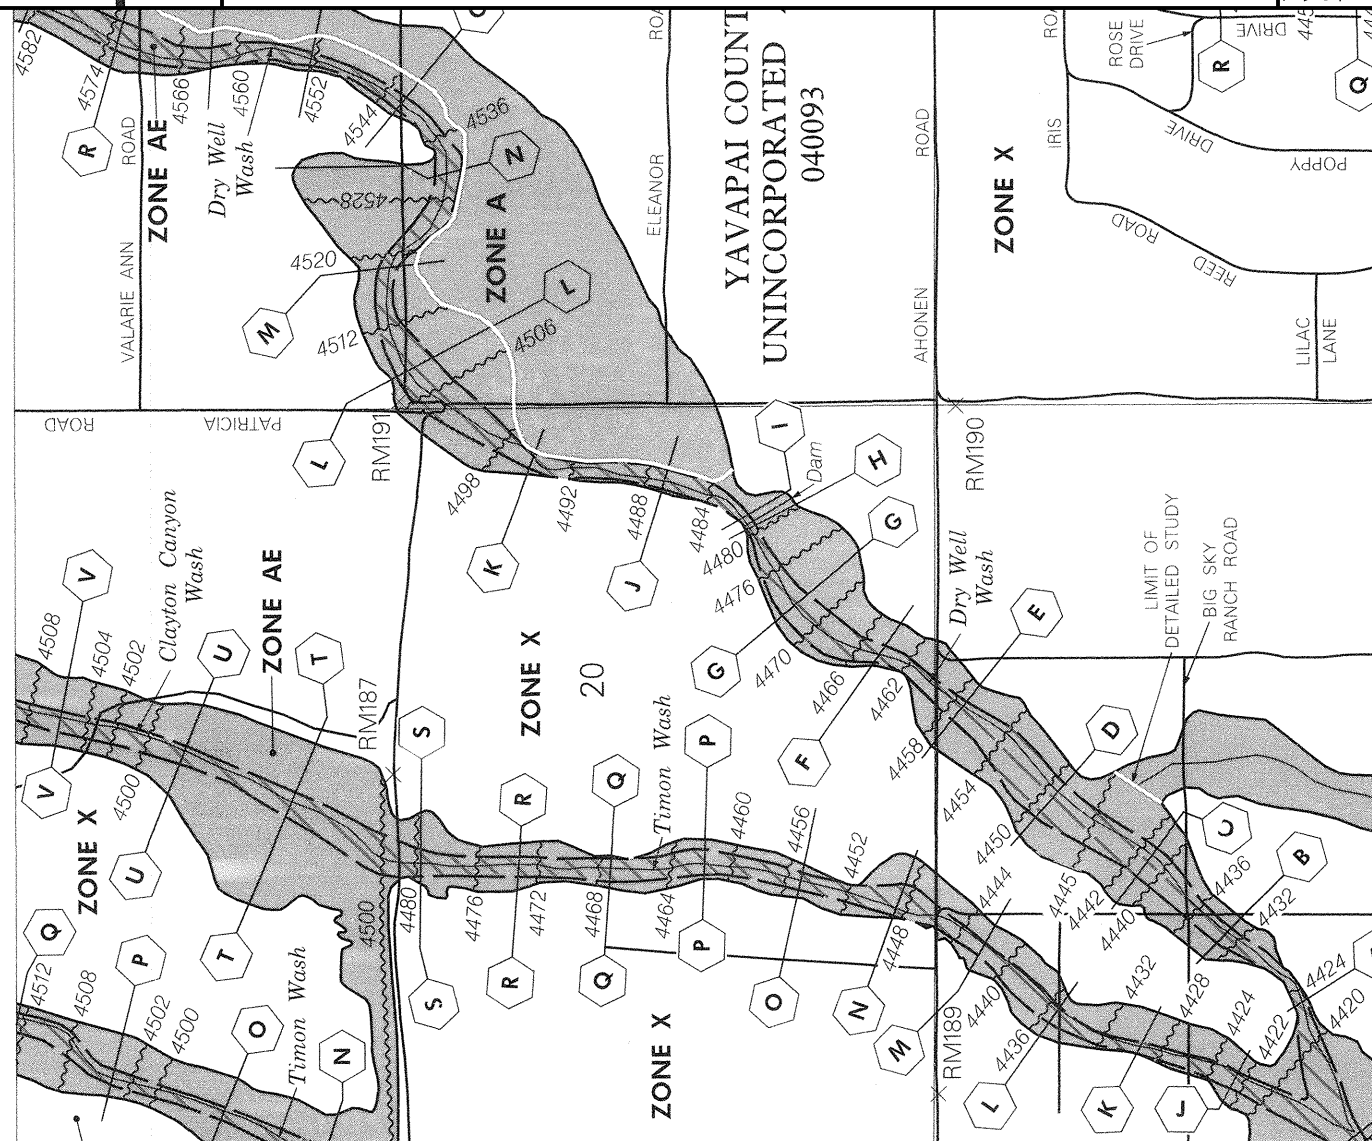 4582
4574
R
ROAD
ZONE AE
4566
4560
Dry Well
Wash
4552
4544
4536
N
4528
ZONE A
4520
M
4512
L
4506
VALARIE ANN
ELEANOR
YAVAPAI COUNT
UNINCORPORATED
040093
ROAD
AHONEN
ZONE X
IRIS
ROSE
DRIVE
DRIVE
R
Q
DRIVE
POPPY
ROAD
REED
LILAC
LANE
ROAD
PATRICIA
L
RM191
4498
K
4492
4488
J
4484
4480
4476
I
Dam
H
G
RM190
Clayton Canyon
Wash
V
4508
4504
4502
U
ZONE AE
T
RM187
S
ZONE X
20
G
4470
4466
4462
F
4458
Dry Well
Wash
E
LIMIT OF
DETAILED STUDY
BIG SKY
RANCH ROAD
V
4500
ZONE X
U
T
R
Q
Timon Wash
P
4460
4456
4452
4454
4450
D
C
B
4436
4432
4445
4442
4440
4444
4448
4500
4480
4476
4472
4468
4464
S
R
Q
P
O
N
M
RM189
4440
4436
L
4432
K
4428
J
4424
4422
4424
4420
Q
4512
4508
P
4502
4500
O
Timon Wash
N
ZONE X